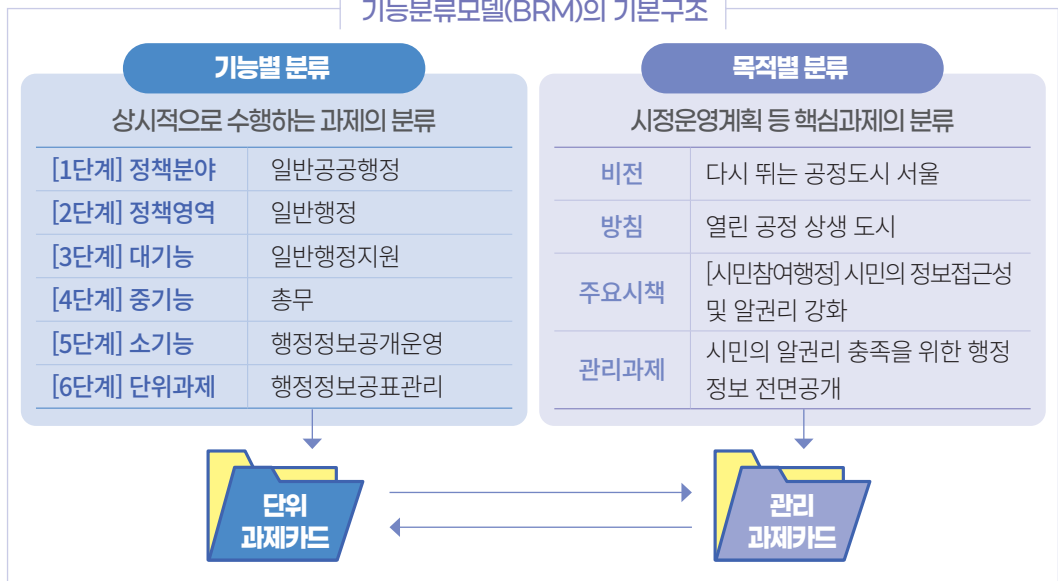 기능분류모델(BRM)의 기본구조
기능별 분류
상시적으로 수행하는 과제의 분류
[1단계] 정책분야 일반공공행정
[2단계] 정책영역 일반행정
[3단계] 대기능 일반행정지원
[4단계] 중기능 총무
[5단계] 소기능 행정정보공개운영
[6단계] 단위과제 행정정보공표관리
단위
과제카드
목적별 분류
시정운영계획 등 핵심과제의 분류
비전 다시 뛰는 공정도시 서울
방침 열린 공정 상생 도시
주요시책 [시민참여행정] 시민의 정보접근성
및 알권리 강화
관리과제 시민의 알권리 충족을 위한 행정
정보 전면공개
관리
과제카드